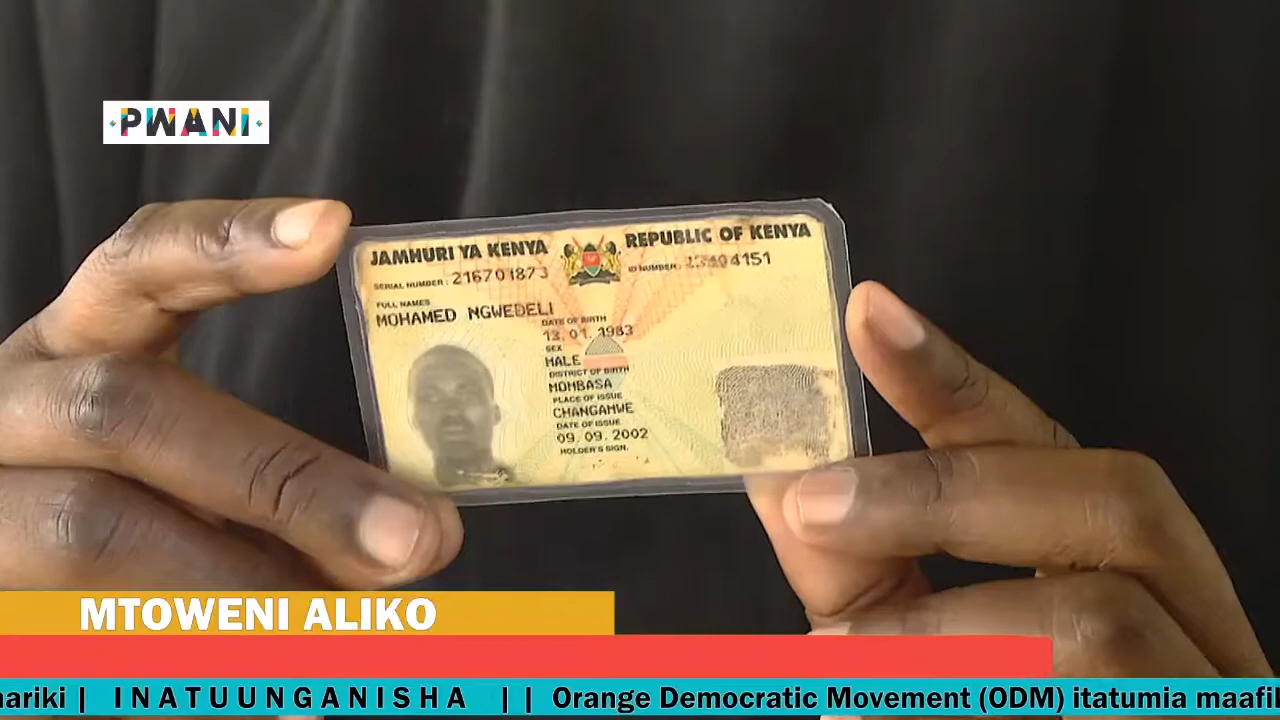 PWANI
JAMHURI YA KENYA
REPUBLIC OF KENYA
SERIAL NUMBER: 216701873
ID NUMBER:
FULL NAMES
MOHAMED NGWEDELI
DATE OF BIRTH
13.01.1983
SEX
MALE
DISTRICT OF BIRTH
MOMBASA
PLACE OF ISSUE
CHANGAMWE
DATE OF ISSUE
09.09.2002
HOLDER'S SIGN.
MTOWENI ALIKO
INATUUNGANISHA || Orange Democratic Movement (ODM) itatumia